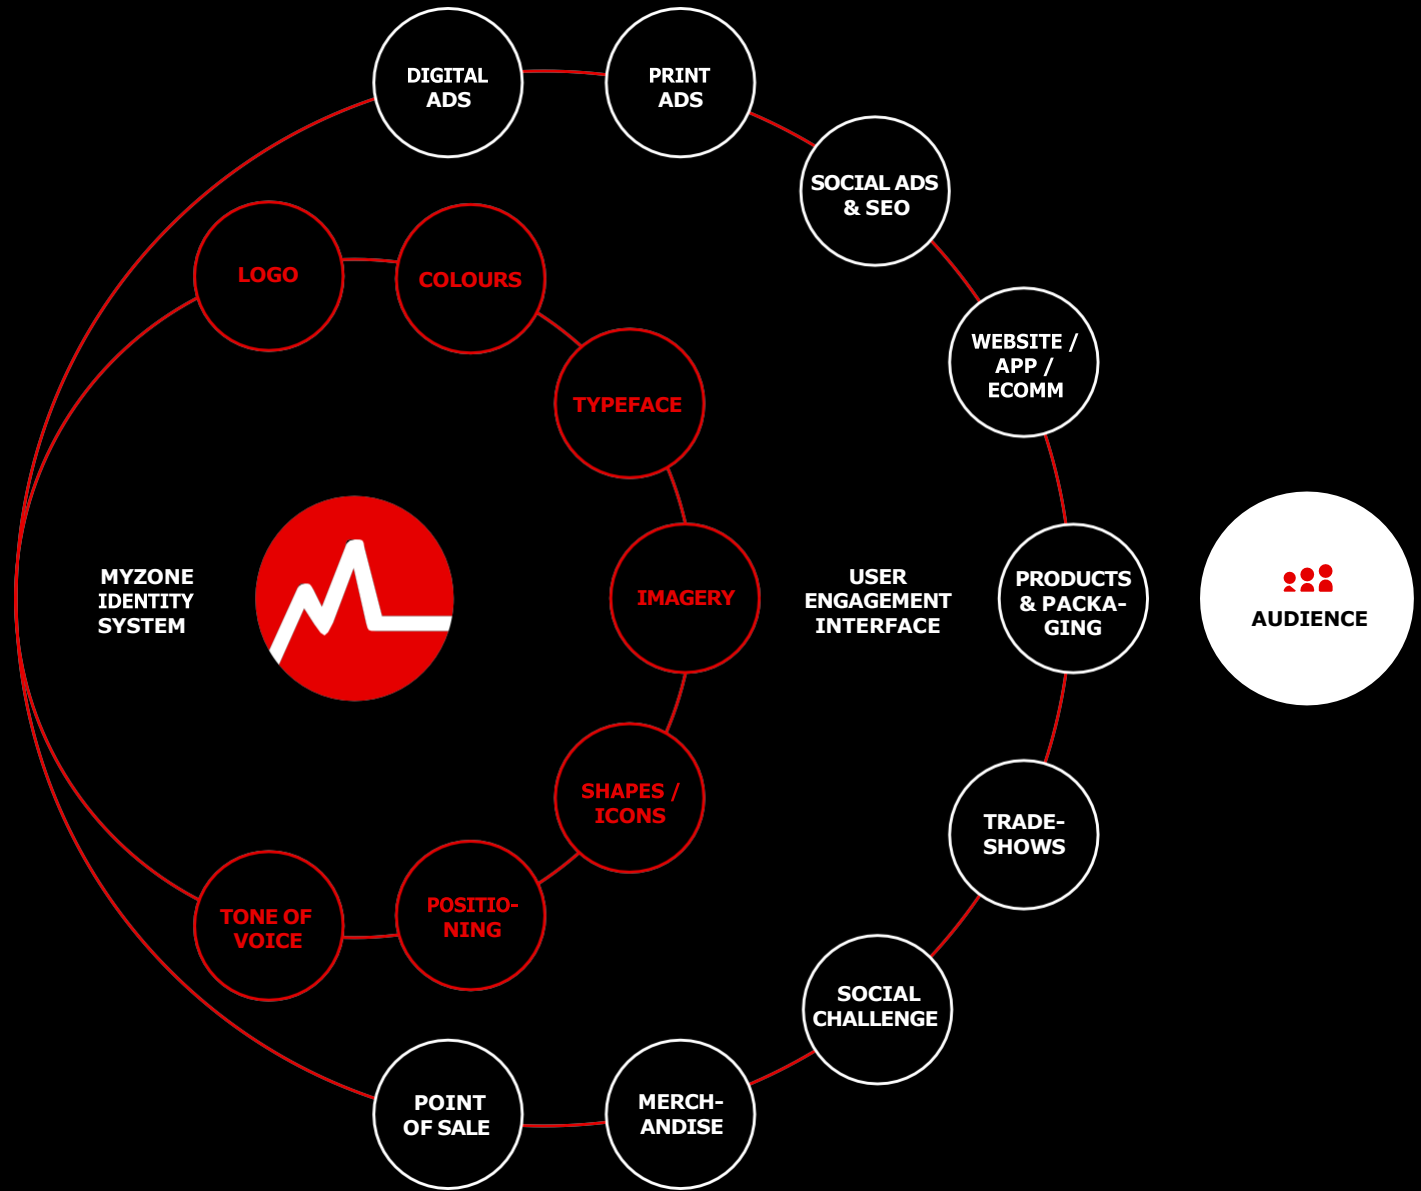 DIGITAL
ADS
PRINT
ADS
SOCIAL ADS
& SEO
LOGO
COLOURS
WEBSITE /
APP /
ECOMM
TYPEFACE
MYZONE
IDENTITY
SYSTEM
IMAGERY
USER
ENGAGEMENT
INTERFACE
PRODUCTS
& PACKA-
GING
AUDIENCE
SHAPES /
ICONS
TRADE-
SHOWS
POSITIO-
NING
TONE OF
VOICE
SOCIAL
CHALLENGE
POINT
OF SALE
MERCH-
ANDISE